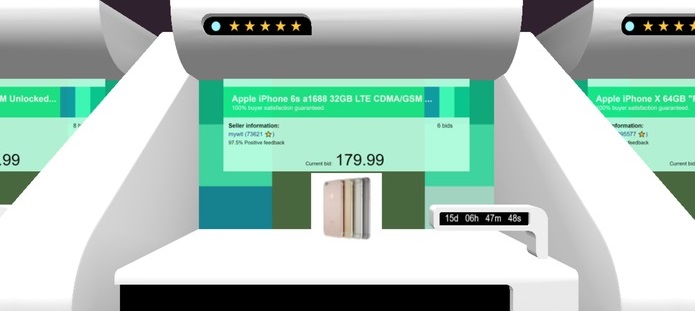 M Unlocked...
8 b
.99
Apple iPhone 6s a1688 32GB LTE CDMA/GSM ...
100% buyer satisfaction guaranteed.
Seller information:
mywit (73621 ☆)
97.5% Positive feedback
6 bids
Current bid: 179.99
15d 06h 47m 48s
Apple iPhone X 64GB "F
100% buyer satisfaction guaranteed.
information:
95577 ☆)
Positive feedback